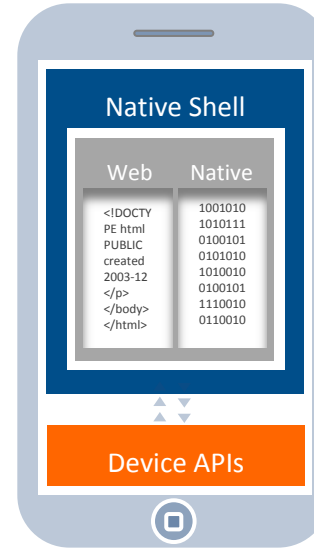 Native Shell
Web
Native
<!DOCTY
PE html
PUBLIC
created
2003-12
</p>
</body>
</html>
1001010
1010111
0100101
0101010
1010010
0100101
1110010
0110010
Device APIs